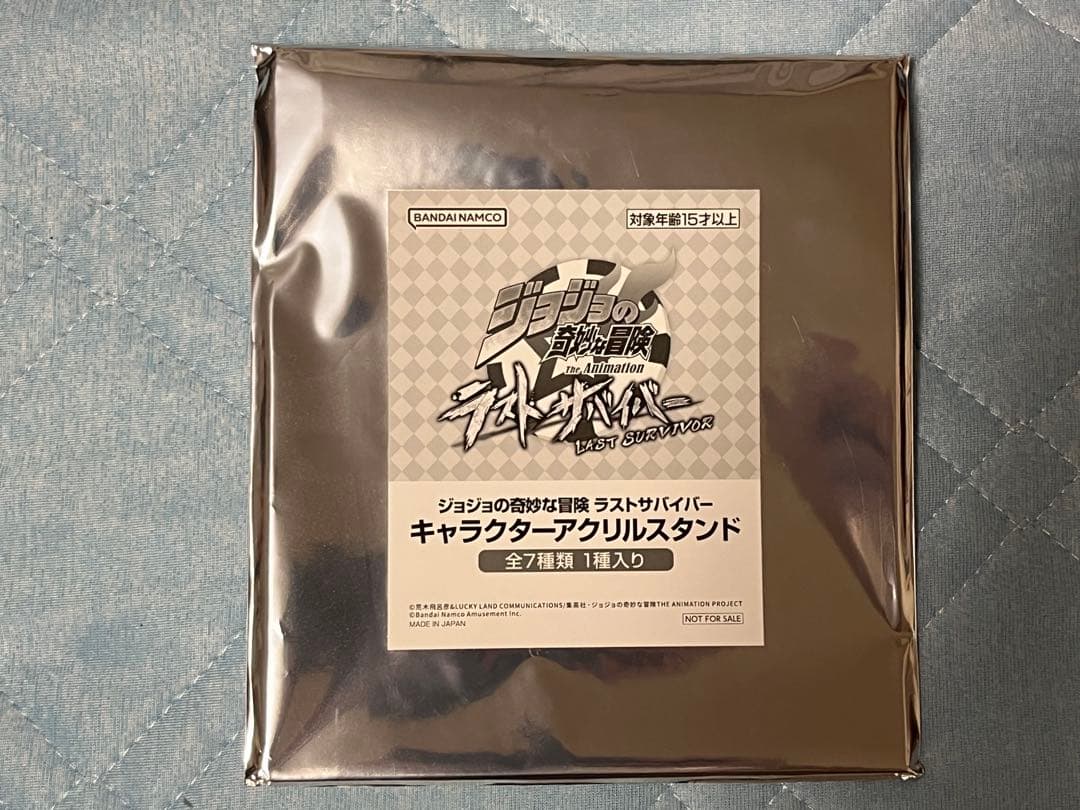 BANDAI NAMCO
対象年齢15才以上
ジョジョの
奇妙な冒険
The Animation
ラストサバイバー
LAST SURVIVOR
ジョジョの奇妙な冒険 ラストサバイバー
キャラクターアクリルスタンド
全7種類 1種入り
©荒木飛呂彦&LUCKY LAND COMMUNICATIONS/集英社・ジョジョの奇妙な冒険THE ANIMATION PROJECT
©Bandai Namco Amusement Inc.
MADE IN JAPAN
NOT FOR SALE